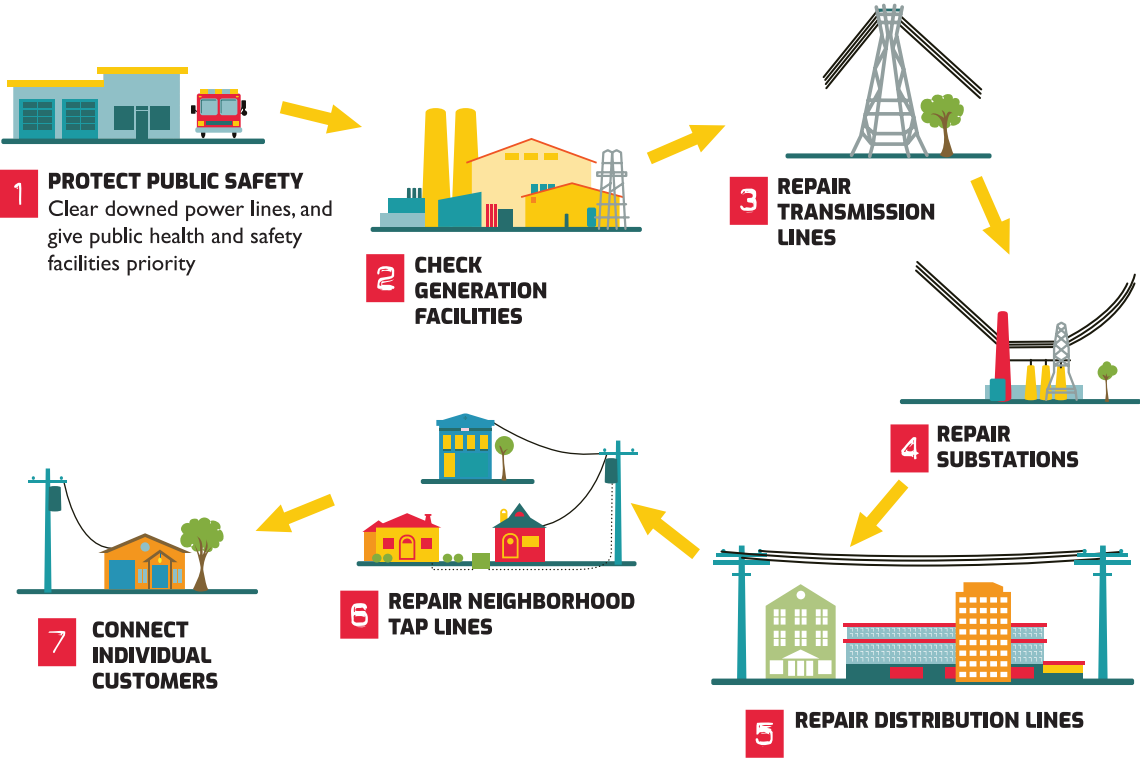 1
PROTECT PUBLIC SAFETY
Clear downed power lines, and
give public health and safety
facilities priority
2
CHECK
GENERATION
FACILITIES
3
REPAIR
TRANSMISSION
LINES
4
REPAIR
SUBSTATIONS
5
REPAIR DISTRIBUTION LINES
6
REPAIR NEIGHBORHOOD
TAP LINES
7
CONNECT
INDIVIDUAL
CUSTOMERS